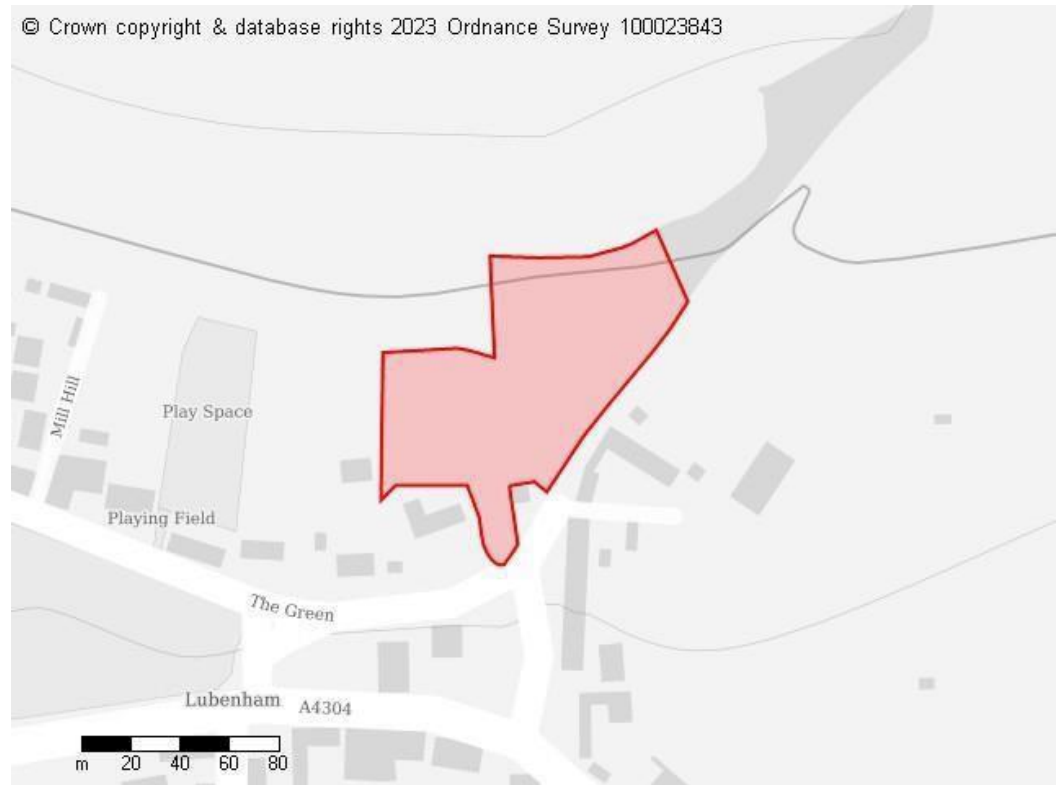 © Crown copyright & database rights 2023 Ordnance Survey 100023843
Play Space
Mill Hill
Playing Field
The Green
Lubenham
A4304
m 20 40 60 80